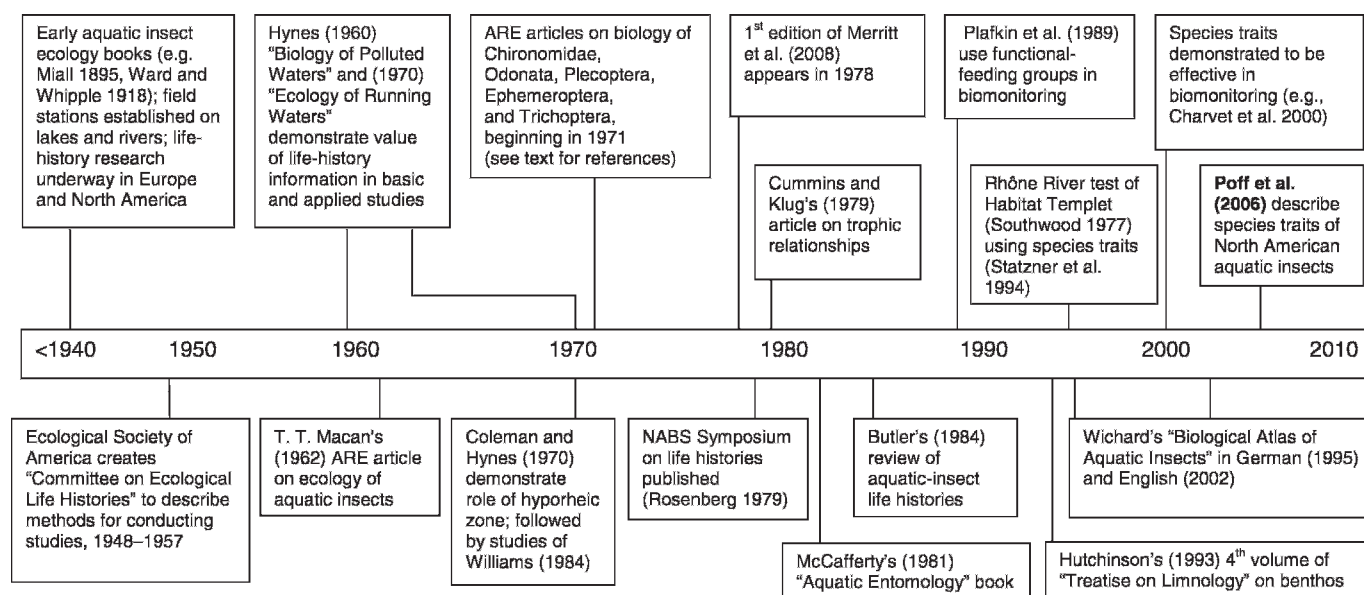 Early aquatic insect
ecology books (e.g.
Miall 1895, Ward and
Whipple 1918); field
stations established on
lakes and rivers; life-
history research
underway in Europe
and North America
Hynes (1960)
“Biology of Polluted
Waters” and (1970)
“Ecology of Running
Waters”
demonstrate value
of life-history
information in basic
and applied studies
ARE articles on biology of
Chironomidae,
Odonata, Plecoptera,
Ephemeroptera,
and Trichoptera,
beginning in 1971
(see text for references)
1st edition of Merritt
et al. (2008)
appears in 1978
Cummins and
Klug’s (1979)
article on trophic
relationships
Plafkin et al. (1989)
use functional-
feeding groups in
biomonitoring
Rhône River test of
Habitat Templet
(Southwood 1977)
using species traits
(Statzner et al.
1994)
Species traits
demonstrated to be
effective in
biomonitoring (e.g.,
Charvet et al. 2000)
Poff et al.
(2006) describe
species traits of
North American
aquatic insects
<1940 1950 1960 1970 1980 1990 2000 2010
Ecological Society of
America creates
“Committee on Ecological
Life Histories” to describe
methods for conducting
studies, 1948–1957
T. T. Macan’s
(1962) ARE article
on ecology of
aquatic insects
Coleman and
Hynes (1970)
demonstrate
role of hyporheic
zone; followed
by studies of
Williams (1984)
NABS Symposium
on life histories
published
(Rosenberg 1979)
McCafferty’s (1981)
“Aquatic Entomology” book
Butler’s (1984)
review of
aquatic-insect
life histories
Wichard’s “Biological Atlas of
Aquatic Insects” in German (1995)
and English (2002)
Hutchinson’s (1993) 4th volume of
“Treatise on Limnology” on benthos